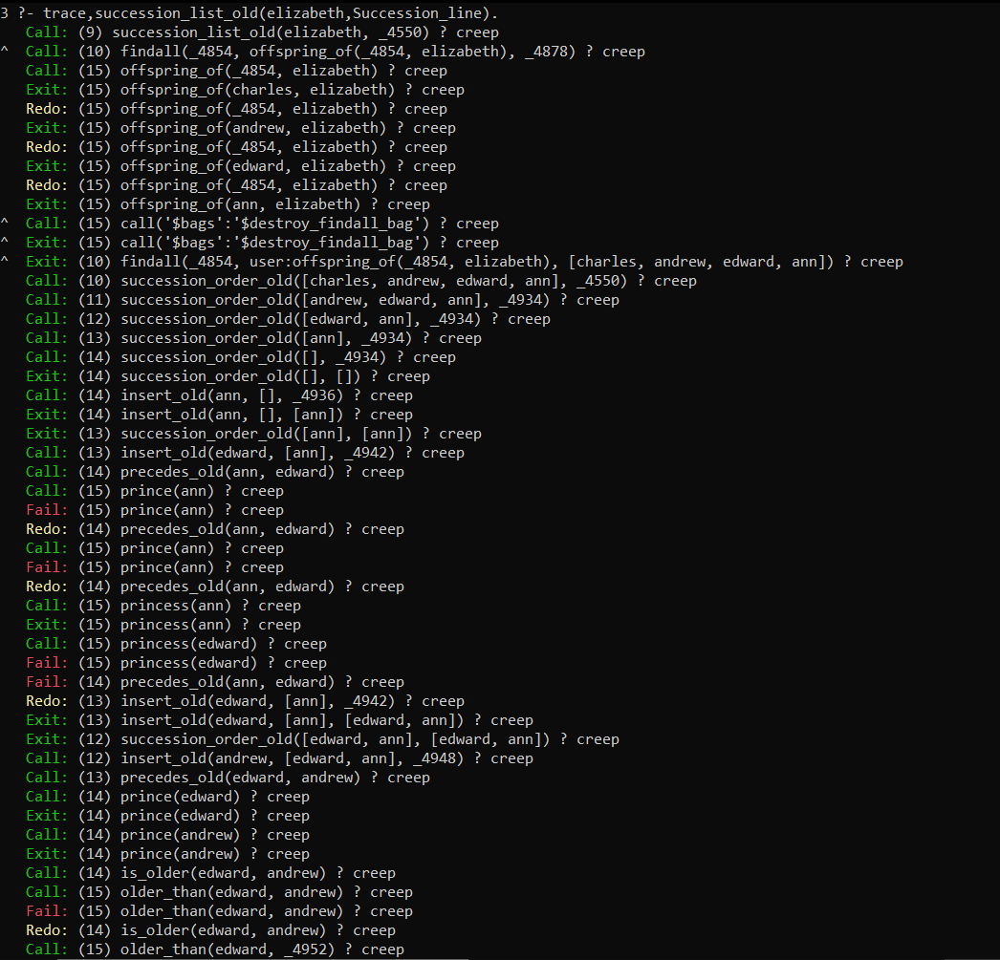 3 ?- trace,succession_list_old(elizabeth,Succession_line).
Call: (9) succession_list_old(elizabeth, _4550) ? creep
^ Call: (10) findall(_4854, offspring_of(_4854, elizabeth), _4878) ? creep
Call: (15) offspring_of(_4854, elizabeth) ? creep
Exit: (15) offspring_of(charles, elizabeth) ? creep
Redo: (15) offspring_of(_4854, elizabeth) ? creep
Exit: (15) offspring_of(andrew, elizabeth) ? creep
Redo: (15) offspring_of(_4854, elizabeth) ? creep
Exit: (15) offspring_of(edward, elizabeth) ? creep
Redo: (15) offspring_of(_4854, elizabeth) ? creep
Exit: (15) offspring_of(ann, elizabeth) ? creep
^ Call: (15) call('$bags':'$destroy_findall_bag') ? creep
^ Exit: (15) call('$bags':'$destroy_findall_bag') ? creep
^ Exit: (10) findall(_4854, user:offspring_of(_4854, elizabeth), [charles, andrew, edward, ann]) ? creep
Call: (10) succession_order_old([charles, andrew, edward, ann], _4550) ? creep
Call: (11) succession_order_old([andrew, edward, ann], _4934) ? creep
Call: (12) succession_order_old([edward, ann], _4934) ? creep
Call: (13) succession_order_old([ann], _4934) ? creep
Call: (14) succession_order_old([], _4934) ? creep
Exit: (14) succession_order_old([], []) ? creep
Call: (14) insert_old(ann, [], _4936) ? creep
Exit: (14) insert_old(ann, [], [ann]) ? creep
Exit: (13) succession_order_old([ann], [ann]) ? creep
Call: (13) insert_old(edward, [ann], _4942) ? creep
Call: (14) precedes_old(ann, edward) ? creep
Call: (15) prince(ann) ? creep
Fail: (15) prince(ann) ? creep
Redo: (14) precedes_old(ann, edward) ? creep
Call: (15) prince(ann) ? creep
Fail: (15) prince(ann) ? creep
Redo: (14) precedes_old(ann, edward) ? creep
Call: (15) princess(ann) ? creep
Exit: (15) princess(ann) ? creep
Call: (15) princess(edward) ? creep
Fail: (15) princess(edward) ? creep
Fail: (14) precedes_old(ann, edward) ? creep
Redo: (13) insert_old(edward, [ann], _4942) ? creep
Exit: (13) insert_old(edward, [ann], [edward, ann]) ? creep
Exit: (12) succession_order_old([edward, ann], [edward, ann]) ? creep
Call: (12) insert_old(andrew, [edward, ann], _4948) ? creep
Call: (13) precedes_old(edward, andrew) ? creep
Call: (14) prince(edward) ? creep
Exit: (14) prince(edward) ? creep
Call: (14) prince(andrew) ? creep
Exit: (14) prince(andrew) ? creep
Call: (14) is_older(edward, andrew) ? creep
Call: (15) older_than(edward, andrew) ? creep
Fail: (15) older_than(edward, andrew) ? creep
Redo: (14) is_older(edward, andrew) ? creep
Call: (15) older_than(edward, _4952) ? creep